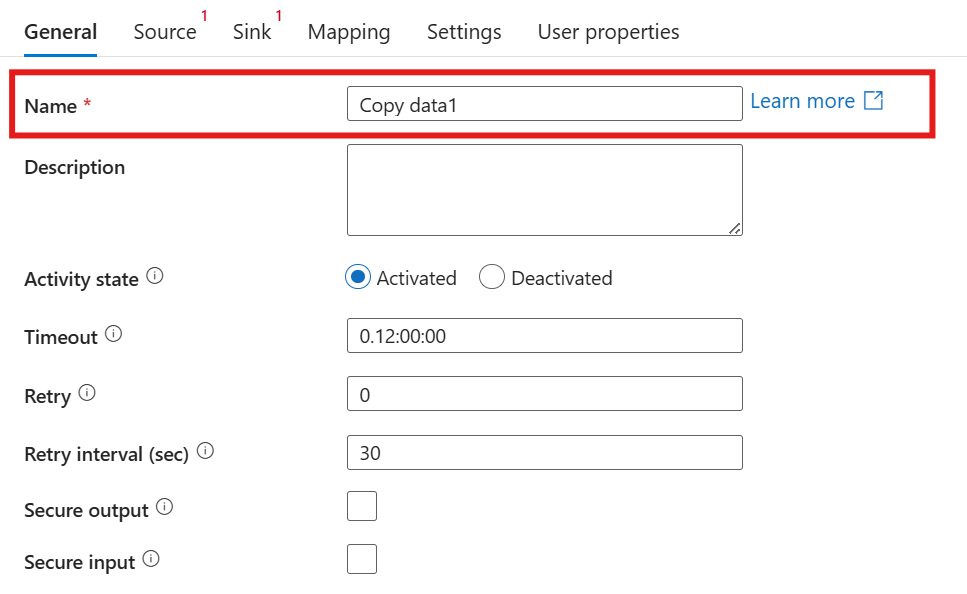 General Source 1 Sink 1 Mapping Settings User properties
Name * Copy data1 Learn more
Description
Activity state Activated Deactivated
Timeout 0.12:00:00
Retry 0
Retry interval (sec) 30
Secure output
Secure input